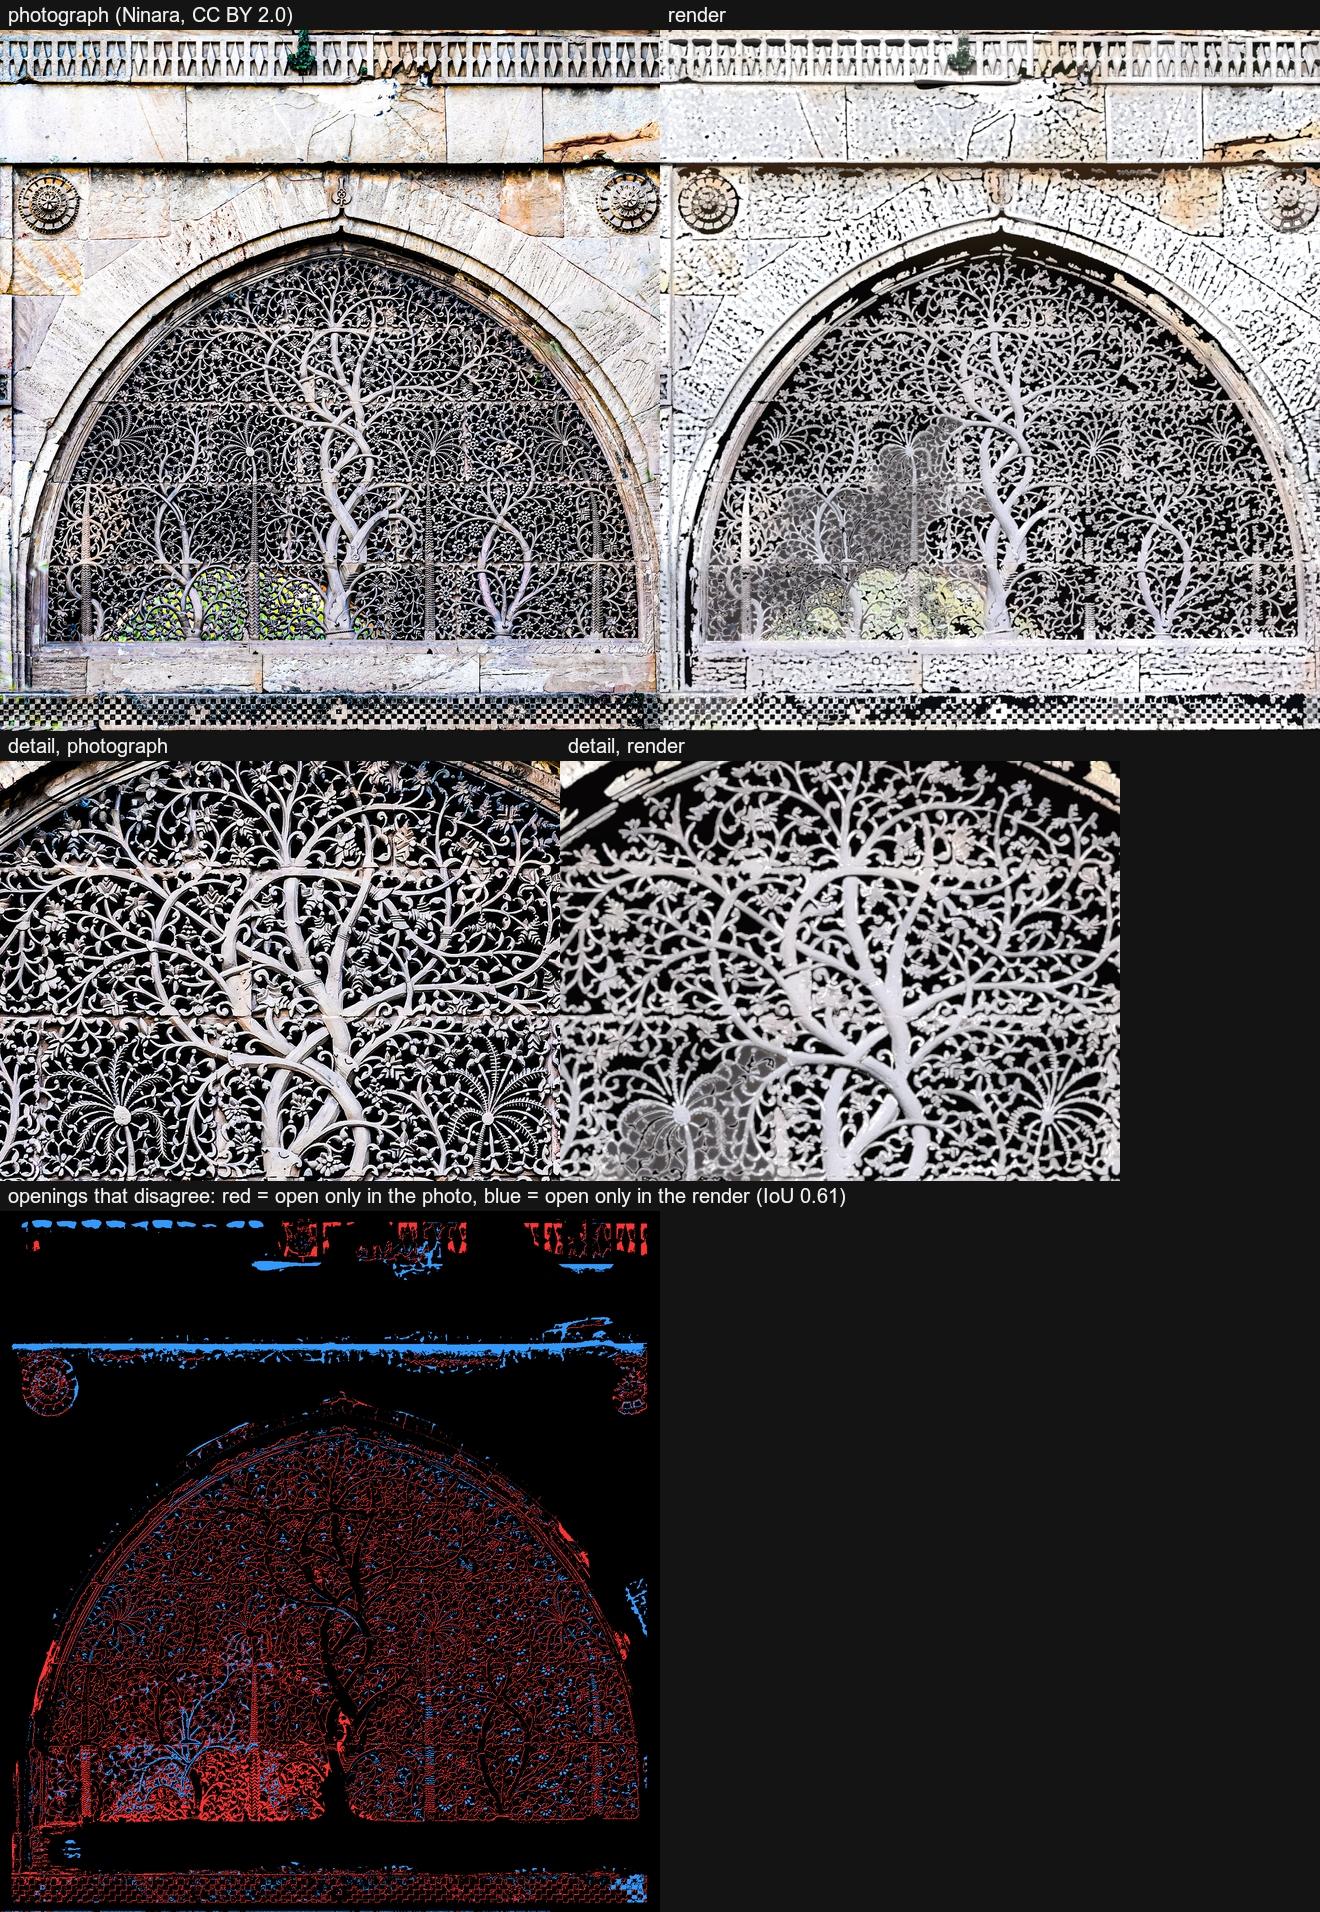 photograph (Ninara, CC BY 2.0)
render
detail, photograph
detail, render
openings that disagree: red = open only in the photo, blue = open only in the render (IoU 0.61)